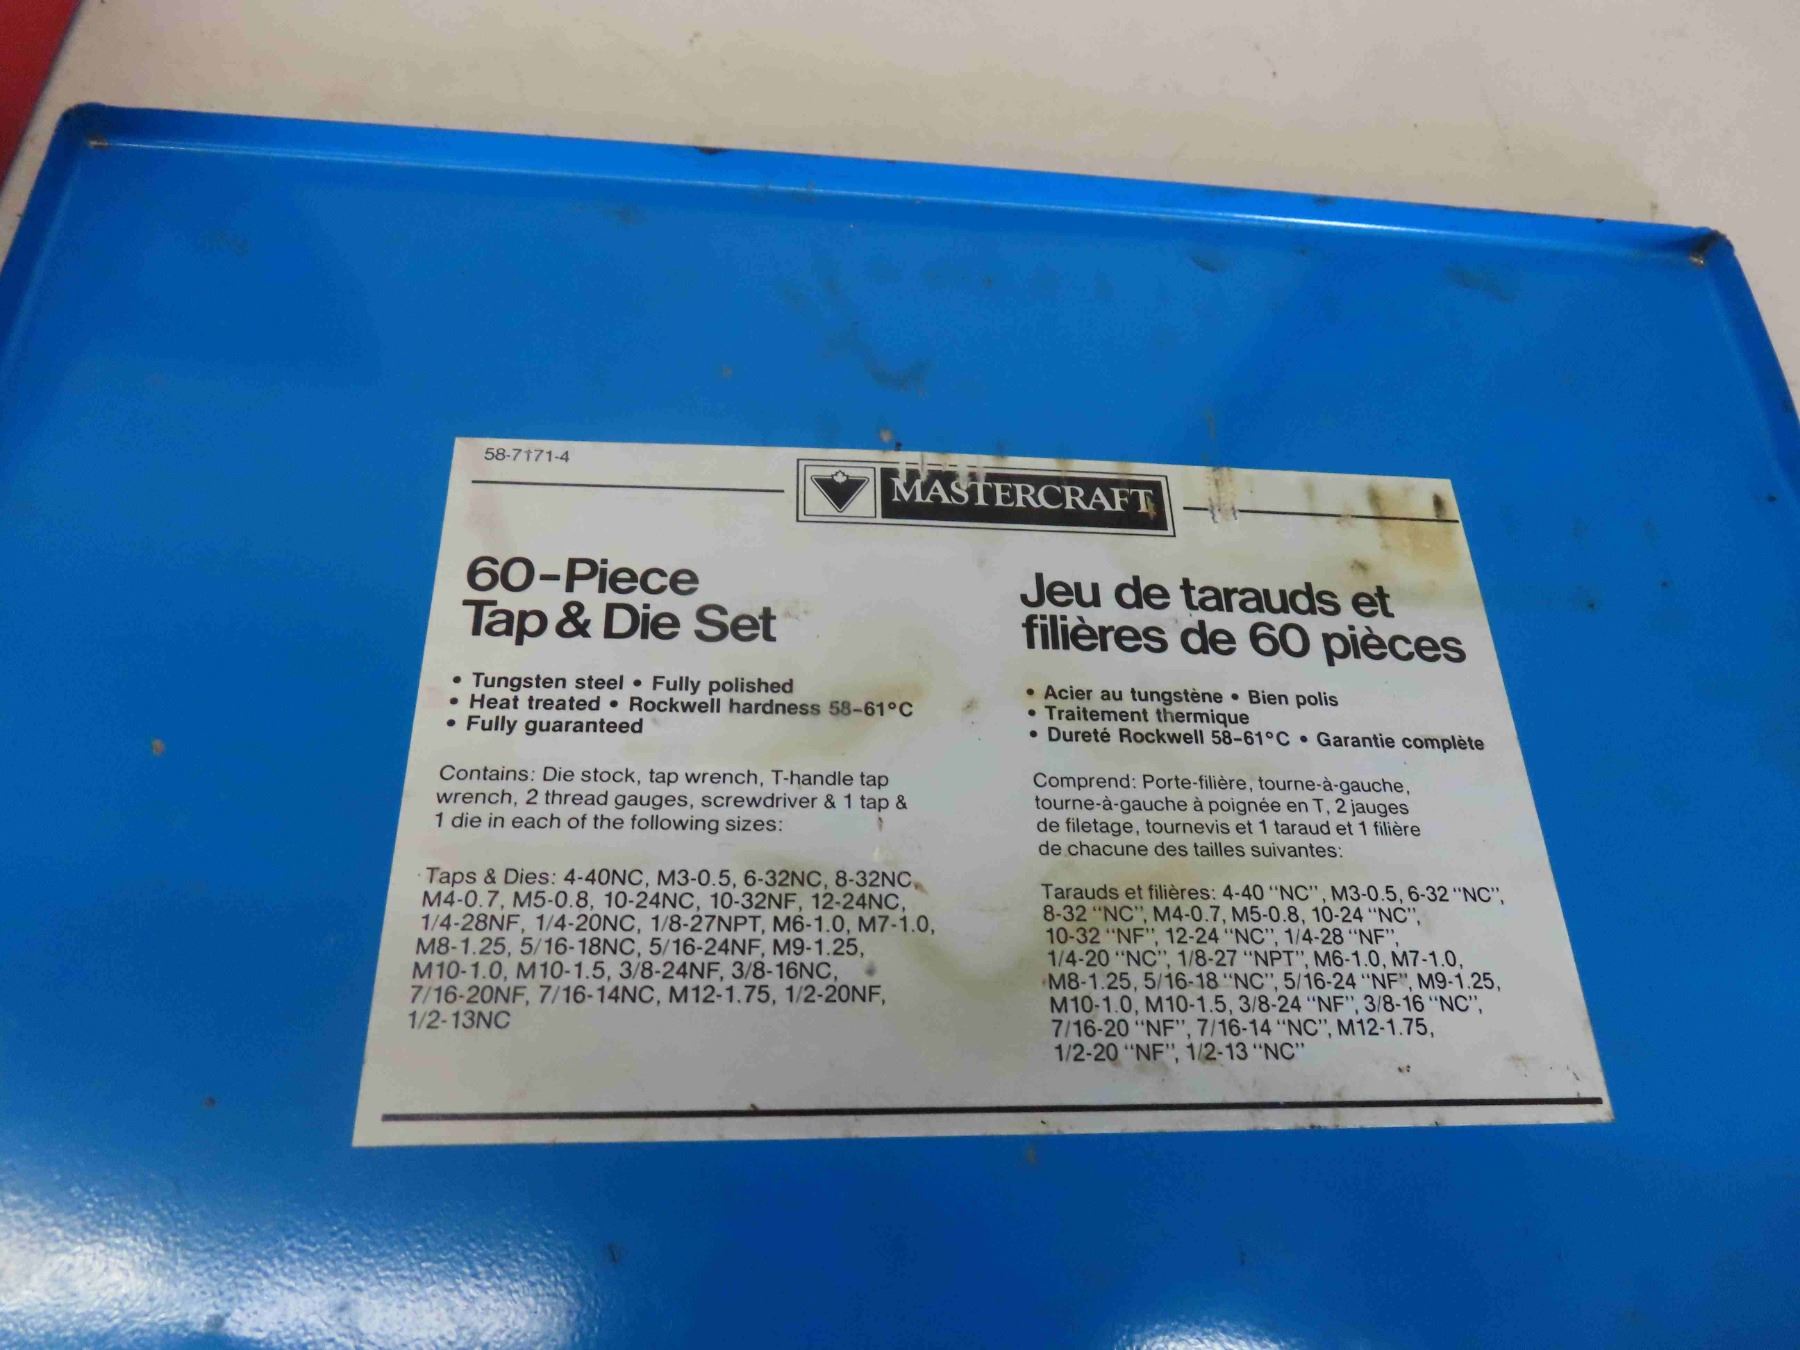 58-7171-4
MASTERCRAFT
60-Piece
Tap & Die Set
• Tungsten steel • Fully polished
• Heat treated • Rockwell hardness 58-61°C
• Fully guaranteed
Contains: Die stock, tap wrench, T-handle tap
wrench, 2 thread gauges, screwdriver & 1 tap &
1 die in each of the following sizes:
Taps & Dies: 4-40NC, M3-0.5, 6-32NC, 8-32NC,
M4-0.7, M5-0.8, 10-24NC, 10-32NF, 12-24NC,
1/4-28NF, 1/4-20NC, 1/8-27NPT, M6-1.0, M7-1.0,
M8-1.25, 5/16-18NC, 5/16-24NF, M9-1.25,
M10-1.0, M10-1.5, 3/8-24NF, 3/8-16NC,
7/16-20NF, 7/16-14NC, M12-1.75, 1/2-20NF,
1/2-13NC
Jeu de tarauds et
filières de 60 pièces
• Acier au tungstène • Bien polis
• Traitement thermique
• Dureté Rockwell 58-61°C • Garantie complète
Comprend: Porte-filière, tourne-à-gauche,
tourne-à-gauche à poignée en T, 2 jauges
de filetage, tournevis et 1 taraud et 1 filière
de chacune des tailles suivantes:
Tarauds et filières: 4-40 “NC”, M3-0.5, 6-32 “NC”,
8-32 “NC”, M4-0.7, M5-0.8, 10-24 “NC”,
10-32 “NF”, 12-24 “NC”, 1/4-28 “NF”,
1/4-20 “NC”, 1/8-27 “NPT”, M6-1.0, M7-1.0,
M8-1.25, 5/16-18 “NC”, 5/16-24 “NF”, M9-1.25,
M10-1.0, M10-1.5, 3/8-24 “NF”, 3/8-16 “NC”,
7/16-20 “NF”, 7/16-14 “NC”, M12-1.75,
1/2-20 “NF”, 1/2-13 “NC”